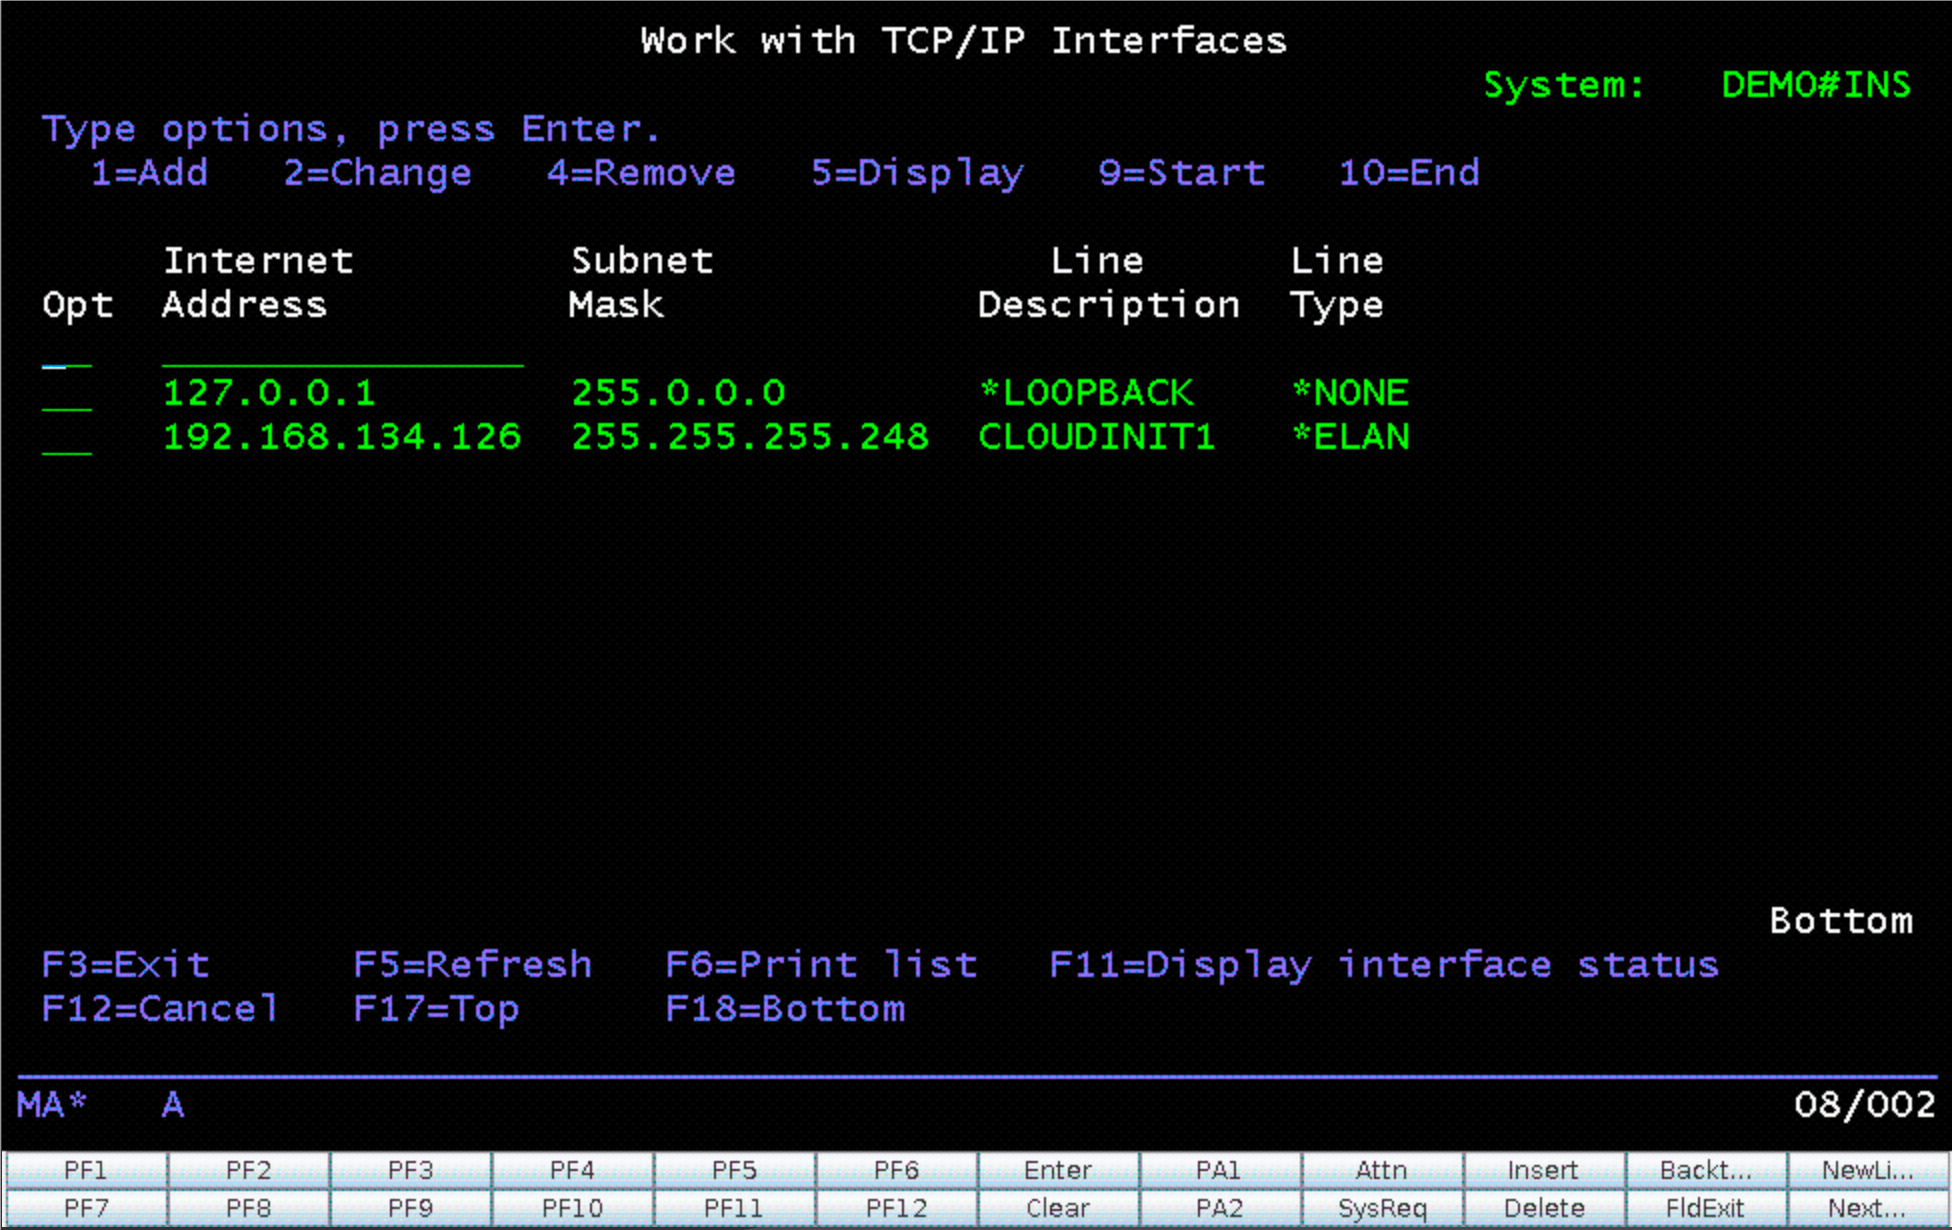 Work with TCP/IP Interfaces
System:   DEMO#INS
Type options, press Enter.
1=Add   2=Change   4=Remove   5=Display   9=Start   10=End
Internet   Subnet   Line   Line
Opt   Address   Mask   Description   Type
127.0.0.1   255.0.0.0   *LOOPBACK   *NONE
192.168.134.126   255.255.255.248   CLOUDINIT1   *ELAN
Bottom
F3=Exit   F5=Refresh   F6=Print list   F11=Display interface status
F12=Cancel   F17=Top   F18=Bottom
MA*   A   08/002
PF1   PF2   PF3   PF4   PF5   PF6   Enter   PA1   Attn   Insert   Backt...   NewLi...
PF7   PF8   PF9   PF10   PF11   PF12   Clear   PA2   SysReq   Delete   FldExit   Next...